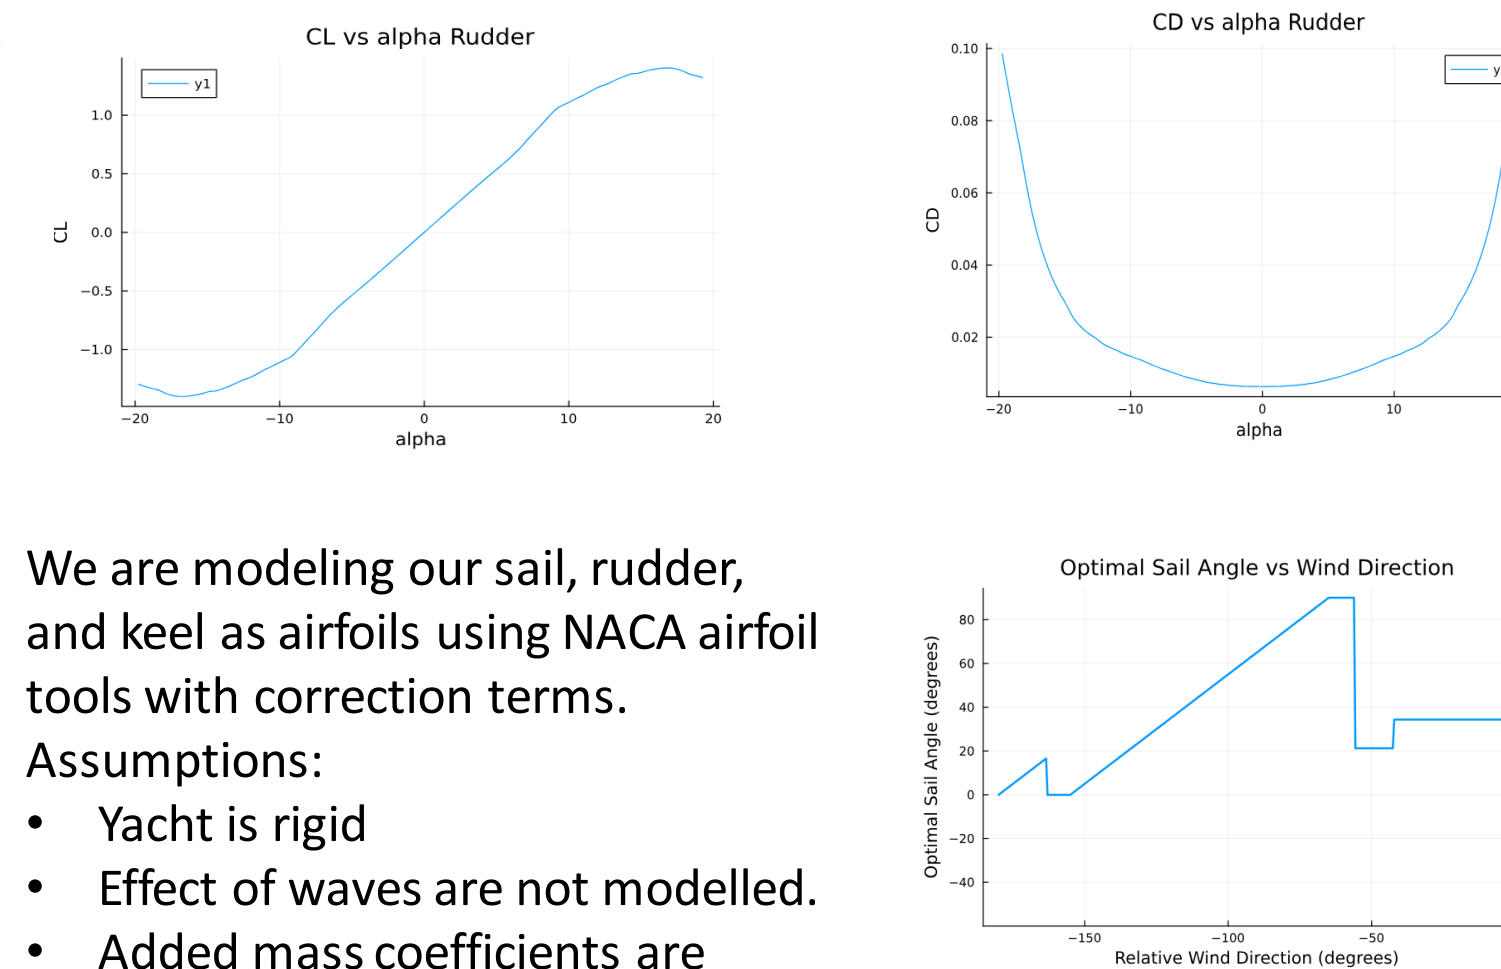 CL vs alpha Rudder
y1
1.0
0.5
0.0
−0.5
−1.0
CL
−20
−10
0
10
20
alpha
CD vs alpha Rudder
y
0.10
0.08
0.06
0.04
0.02
CD
−20
−10
0
10
alpha
We are modeling our sail, rudder,
and keel as airfoils using NACA airfoil
tools with correction terms.
Assumptions:
• Yacht is rigid
• Effect of waves are not modelled.
• Added mass coefficients are
Optimal Sail Angle vs Wind Direction
80
60
40
20
0
−20
−40
Optimal Sail Angle (degrees)
−150
−100
−50
Relative Wind Direction (degrees)